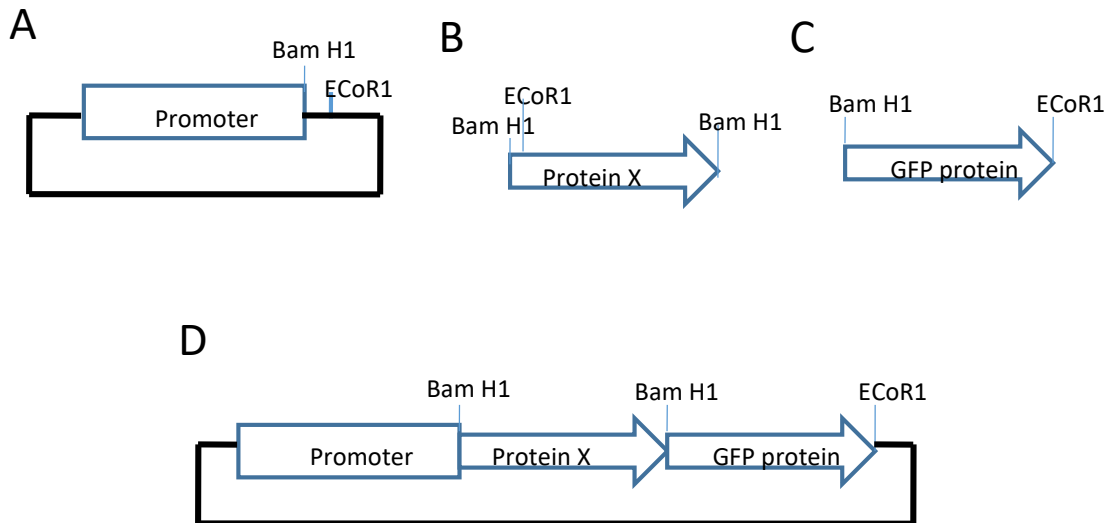 A
Bam H1
ECoR1
Promoter
B
ECoR1
Bam H1
Bam H1
Protein X
C
Bam H1
ECoR1
GFP protein
D
Bam H1
Bam H1
ECoR1
Promoter
Protein X
GFP protein